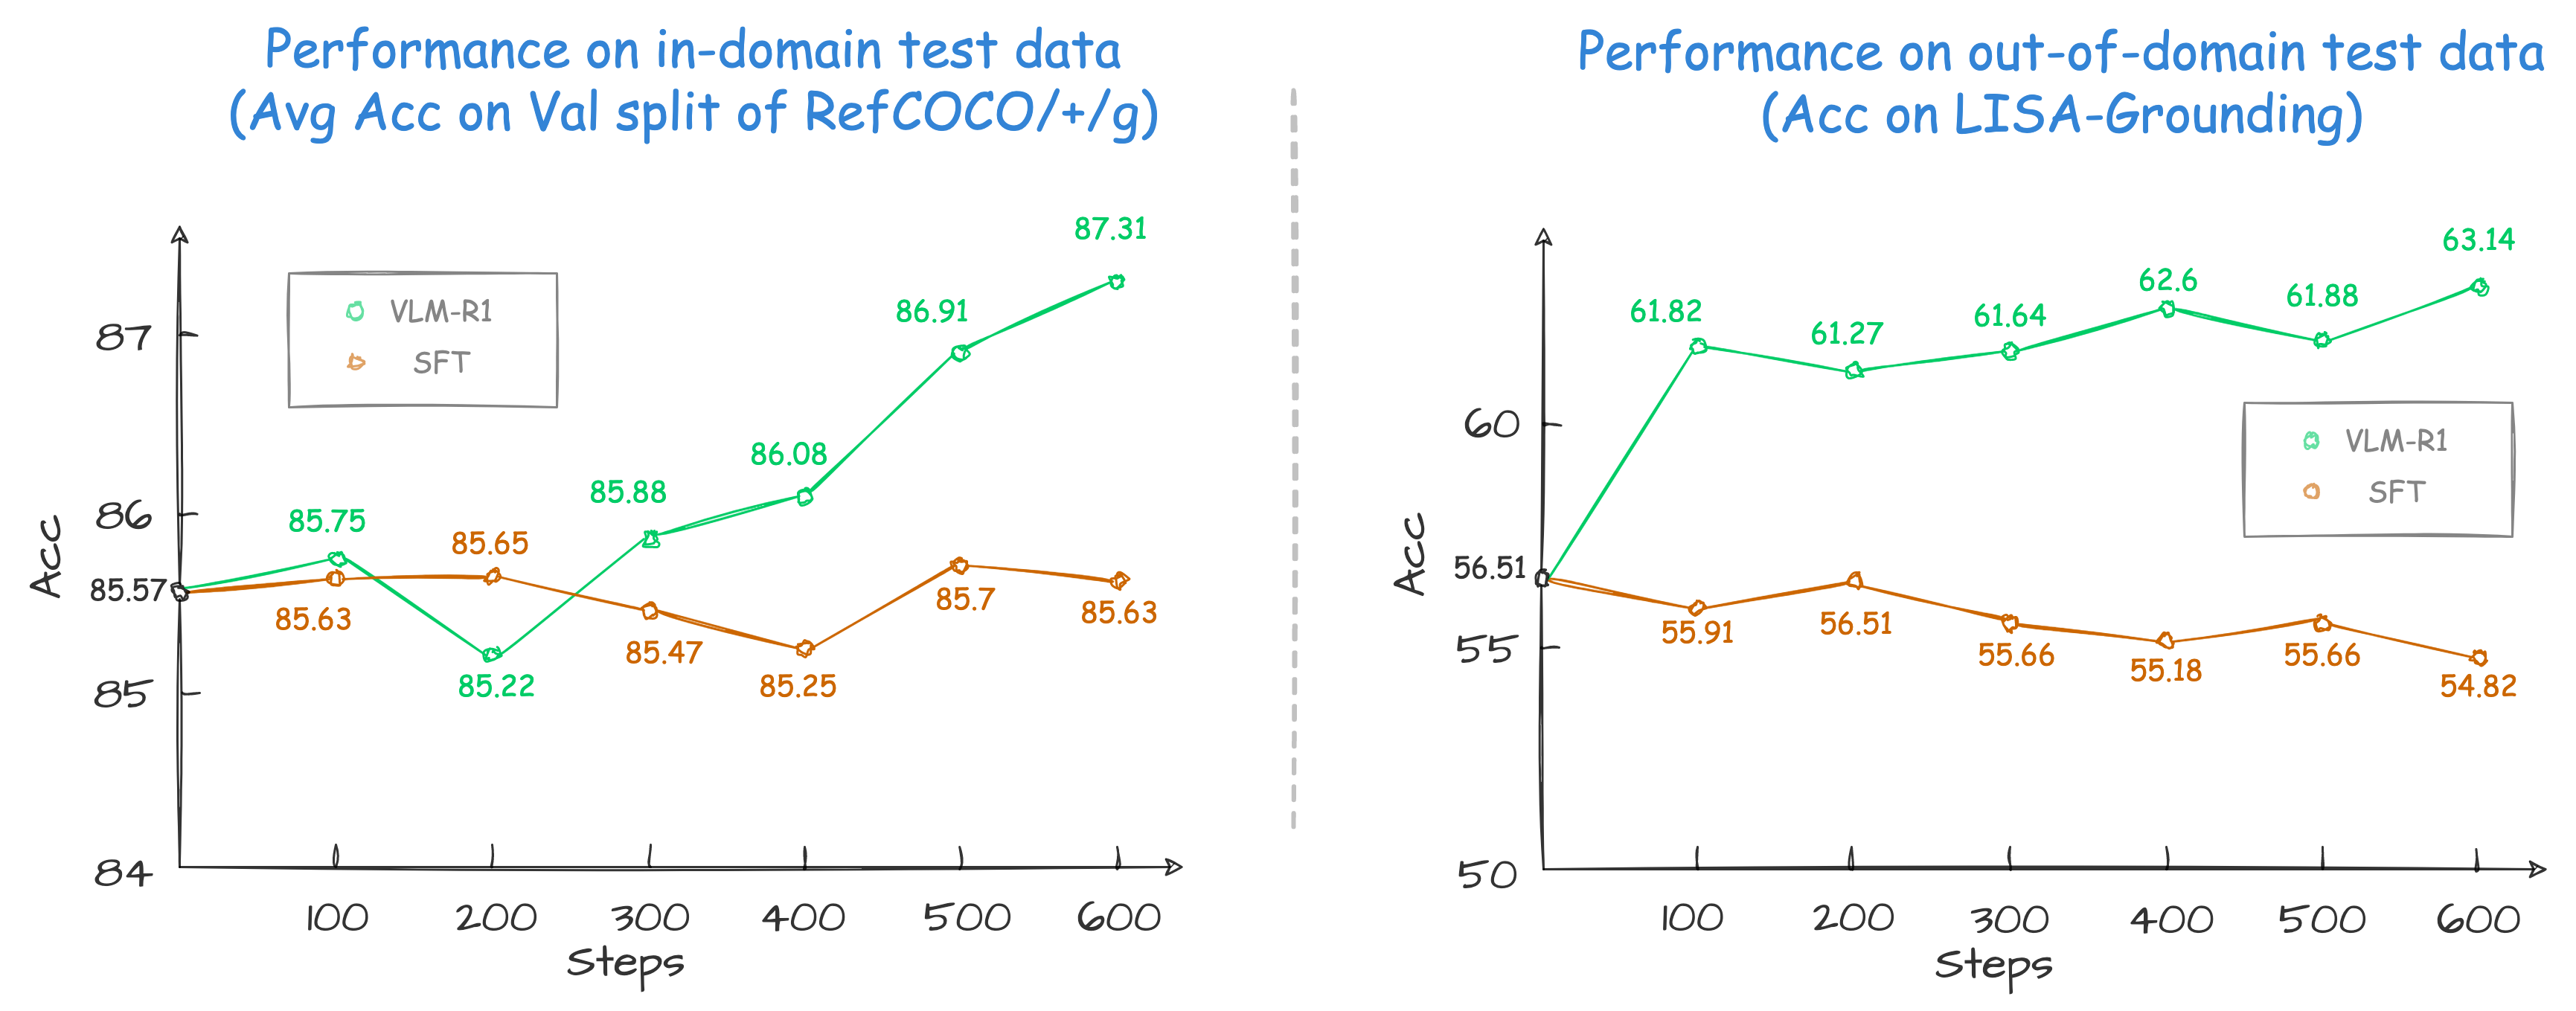 Performance on in-domain test data
(Avg Acc on Val split of RefCOCO/+/g)
87.31
VLM-R1
SFT
86.91
87
86.08
85.88
86
85.75
85.65
Acc
85.57
85.63
85.47
85.7
85.63
85.22
85.25
85
84
100 200 300 400 500 600
Steps
Performance on out-of-domain test data
(Acc on LISA-Grounding)
63.14
62.6
61.88
61.82
61.27
61.64
60
VLM-R1
SFT
Acc
56.51
55.91
56.51
55.66
55.18
55.66
54.82
55
50
100 200 300 400 500 600
Steps